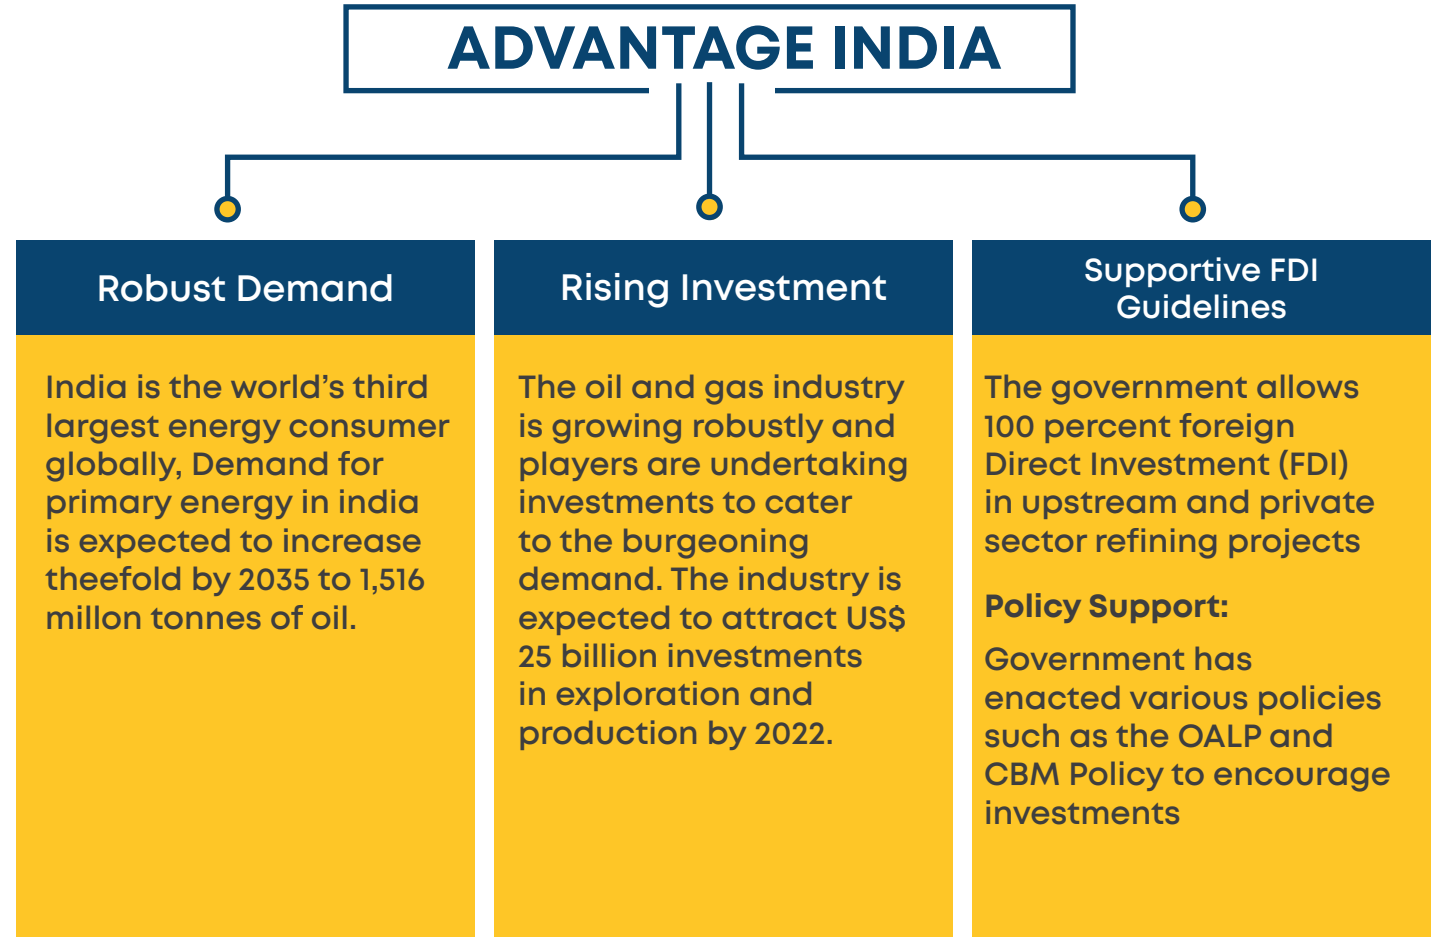 ADVANTAGE INDIA
Robust Demand
India is the world's third
largest energy consumer
globally, Demand for
primary energy in india
is expected to increase
theefold by 2035 to 1,516
millon tonnes of oil.
Rising Investment
The oil and gas industry
is growing robustly and
players are undertaking
investments to cater
to the burgeoning
demand. The industry is
expected to attract US$
25 billion investments
in exploration and
production by 2022.
Supportive FDI
Guidelines
The government allows
100 percent foreign
Direct Investment (FDI)
in upstream and private
sector refining projects
Policy Support:
Government has
enacted various policies
such as the OALP and
CBM Policy to encourage
investments